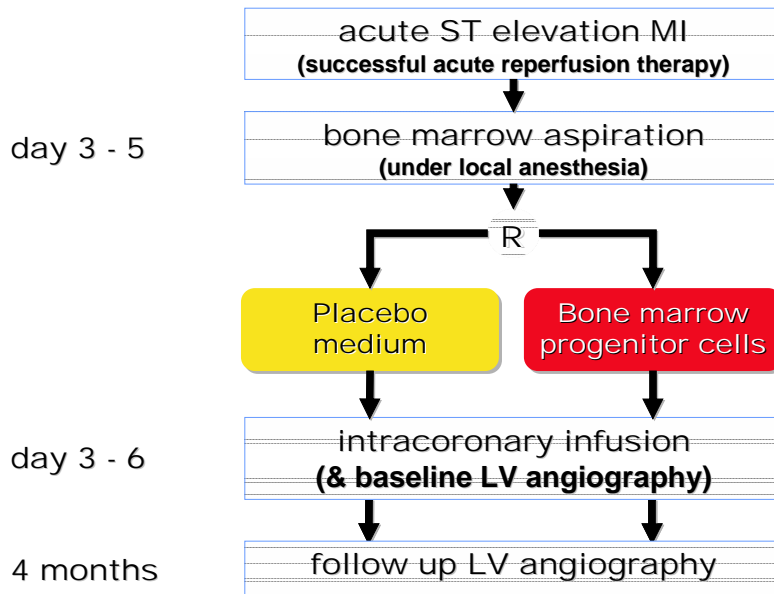 acute ST elevation MI
(successful acute reperfusion therapy)
day 3 - 5
bone marrow aspiration
(under local anesthesia)
R
Placebo
medium
Bone marrow
progenitor cells
day 3 - 6
intracoronary infusion
(& baseline LV angiography)
4 months
follow up LV angiography